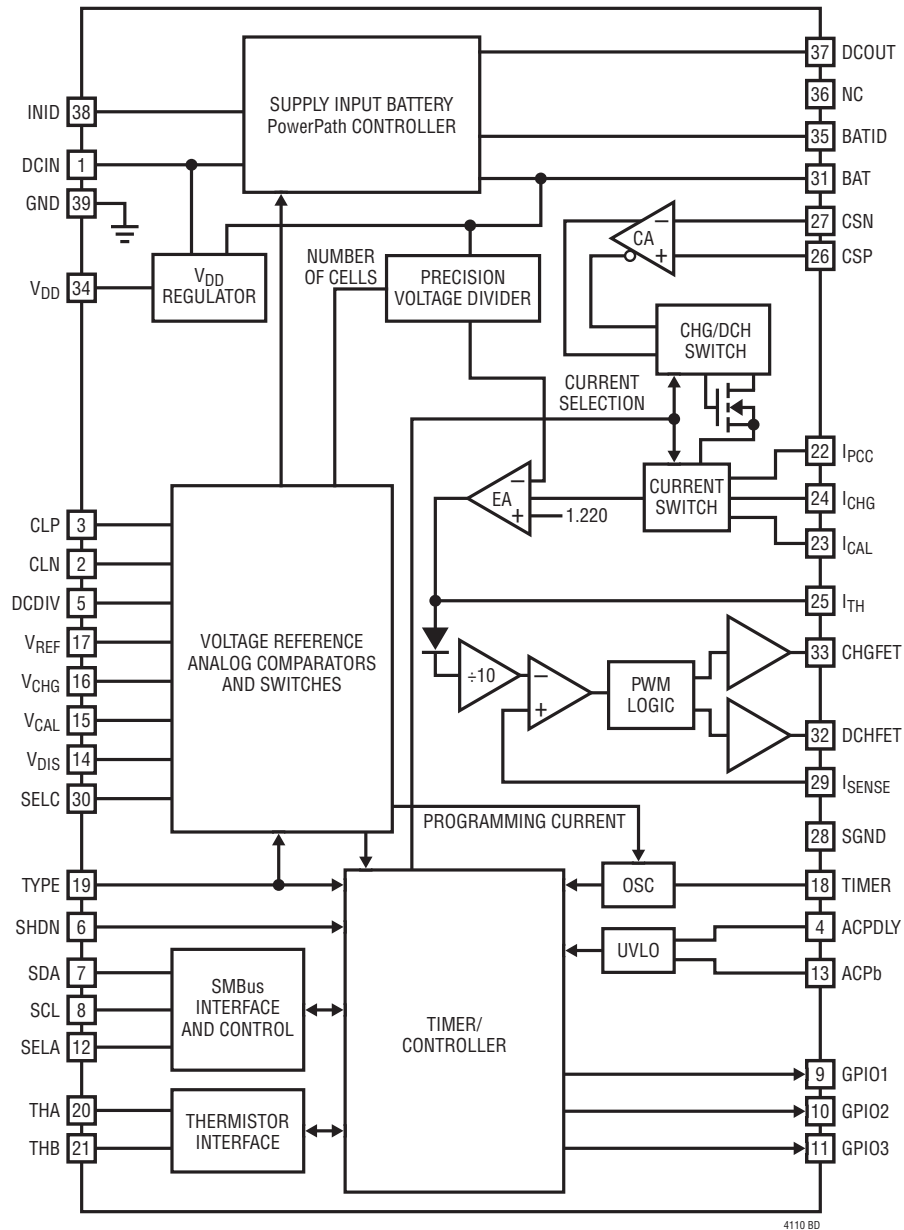 INID 38
DCIN 1
GND 39
VDD 34
CLP 3
CLN 2
DCDIV 5
VREF 17
VCHG 16
VCAL 15
VDIS 14
SELC 30
TYPE 19
SHDN 6
SDA 7
SCL 8
SELA 12
THA 20
THB 21
SUPPLY INPUT BATTERY
PowerPath CONTROLLER
VDD
REGULATOR
NUMBER
OF CELLS
PRECISION
VOLTAGE DIVIDER
CA
−
+
CHG/DCH
SWITCH
CURRENT
SELECTION
CURRENT
SWITCH
EA
−
+
1.220
VOLTAGE REFERENCE
ANALOG COMPARATORS
AND SWITCHES
÷10
−
+
PWM
LOGIC
PROGRAMMING CURRENT
OSC
UVLO
SMBus
INTERFACE
AND CONTROL
TIMER/
CONTROLLER
THERMISTOR
INTERFACE
37 DCOUT
36 NC
35 BATID
31 BAT
27 CSN
26 CSP
22 IPCC
24 ICHG
23 ICAL
25 ITH
33 CHGFET
32 DCHFET
29 ISENSE
28 SGND
18 TIMER
4 ACPDLY
13 ACPb
9 GPIO1
10 GPIO2
11 GPIO3
4110 BD